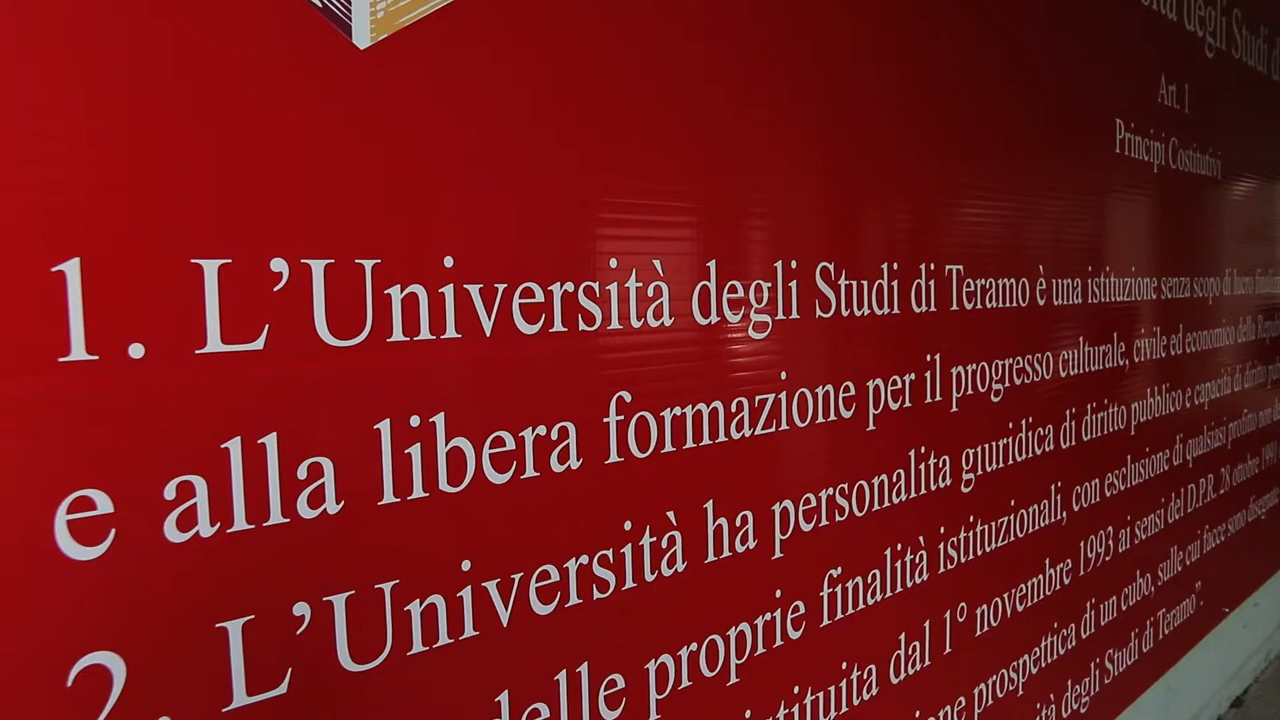 degli Studi
Art. 1
Principi Costitutivi
1. L’Università degli Studi di Teramo è una istituzione senza scopo di lucro
e alla libera formazione per il progresso culturale, civile ed economico della
2. L’Università ha personalita giuridica di diritto pubblico e capacità di diritto
delle proprie finalità istituzionali, con esclusione di qualsiasi profitto non
dal 1° novembre 1993 ai sensi del D.P.R. 28 ottobre 1991
prospettica di un cubo, sulle cui facce sono
degli Studi di Teramo”.